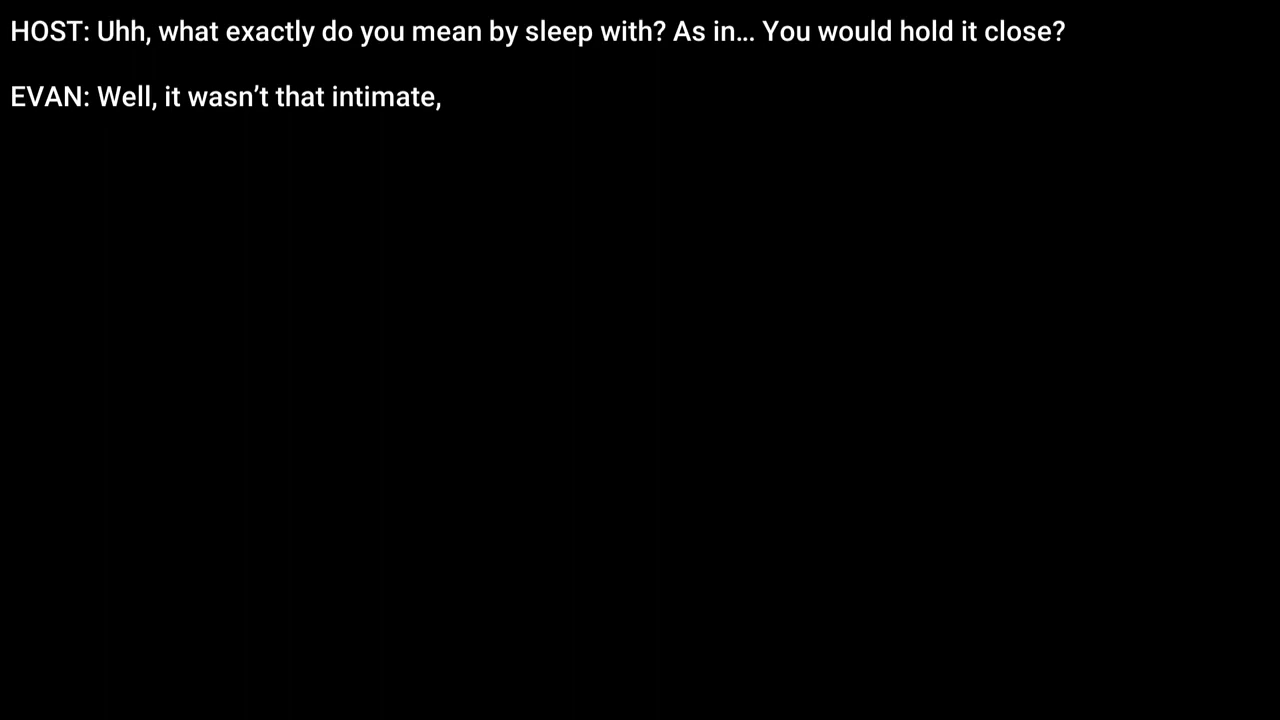 HOST: Uhh, what exactly do you mean by sleep with? As in… You would hold it close?
EVAN: Well, it wasn’t that intimate,